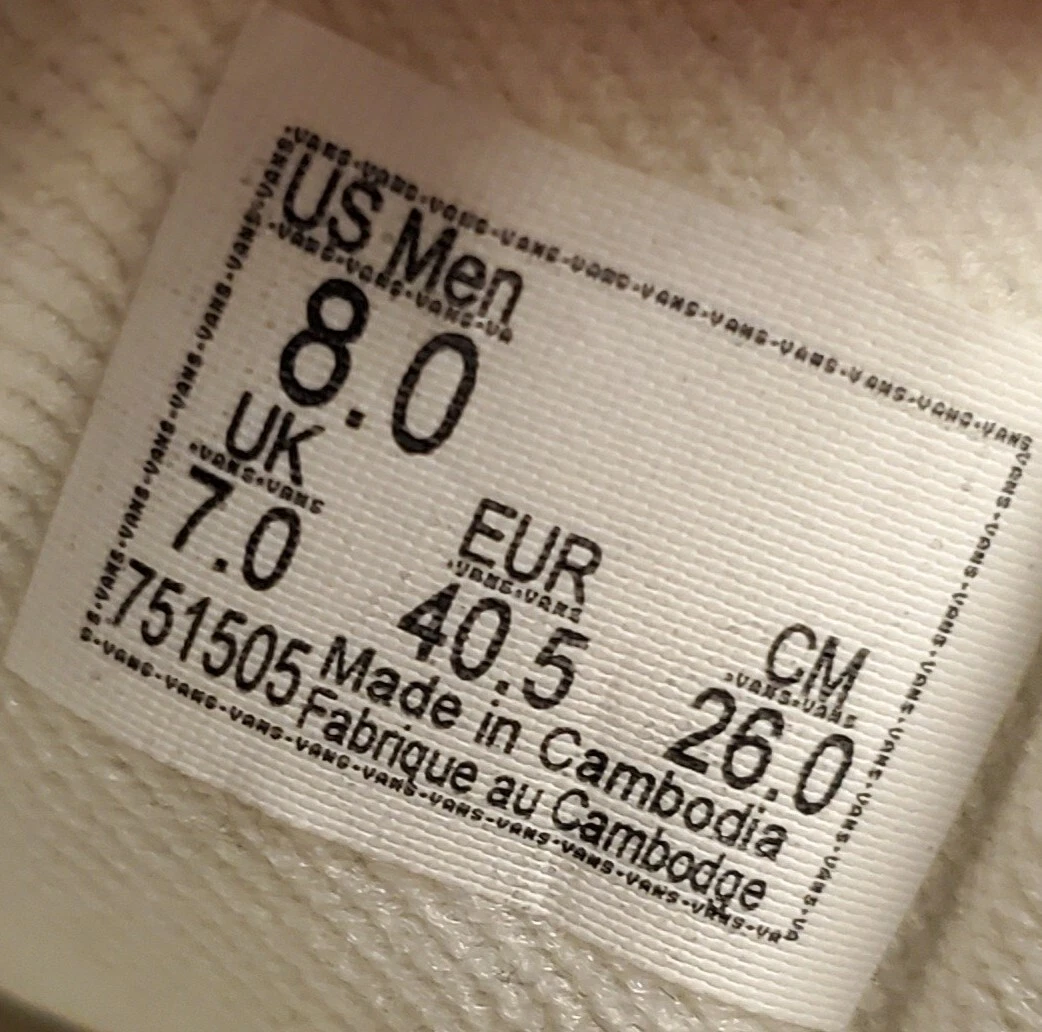 US Men
8.0
UK EUR CM
7.0 40.5 26.0
751505 Made in Cambodia
Fabrique au Cambodge